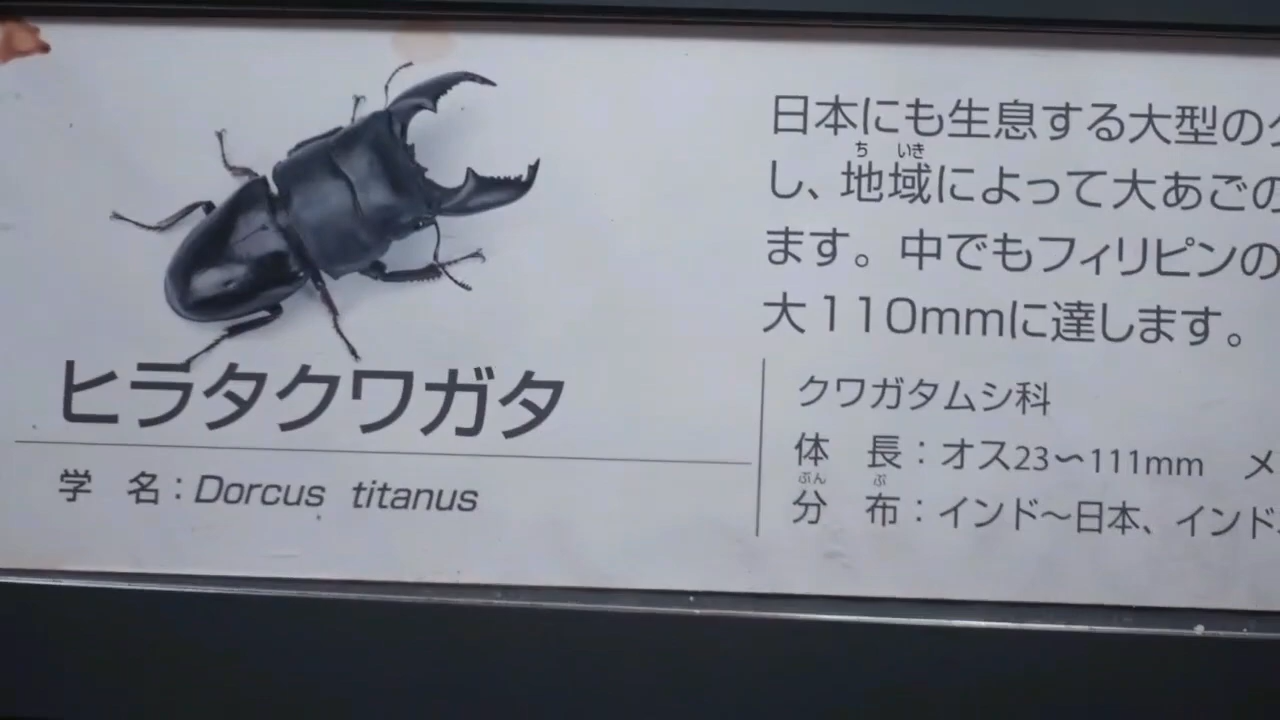 日本にも生息する大型の
し、地域によって大あごの
ます。中でもフィリピンの
大110mmに達します。
ヒラタクワガタ
学 名：Dorcus titanus
クワガタムシ科
体 長：オス23〜111mm メ
分 布：インド〜日本、インド